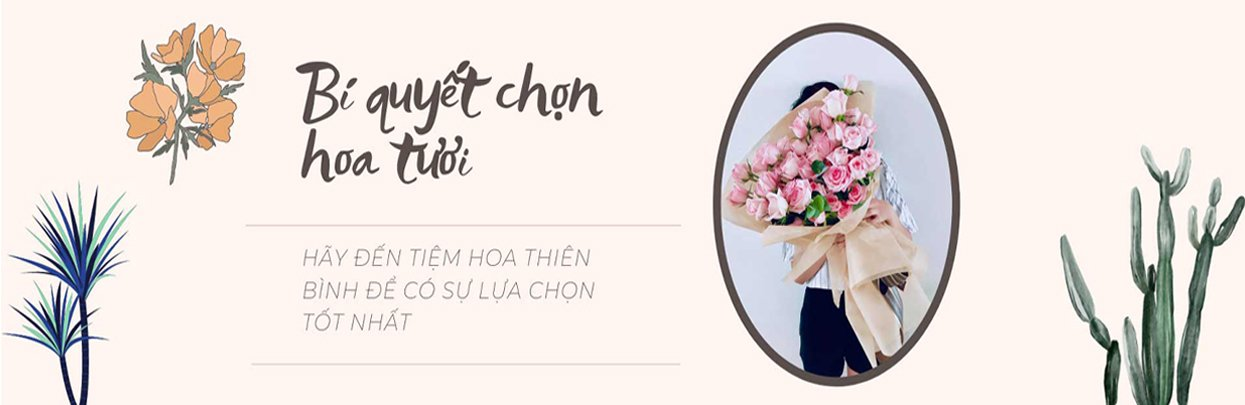 Bí quyết chọn
hoa tươi
HÃY ĐẾN TIỆM HOA THIÊN
BÌNH ĐỂ CÓ SỰ LỰA CHỌN
TỐT NHẤT